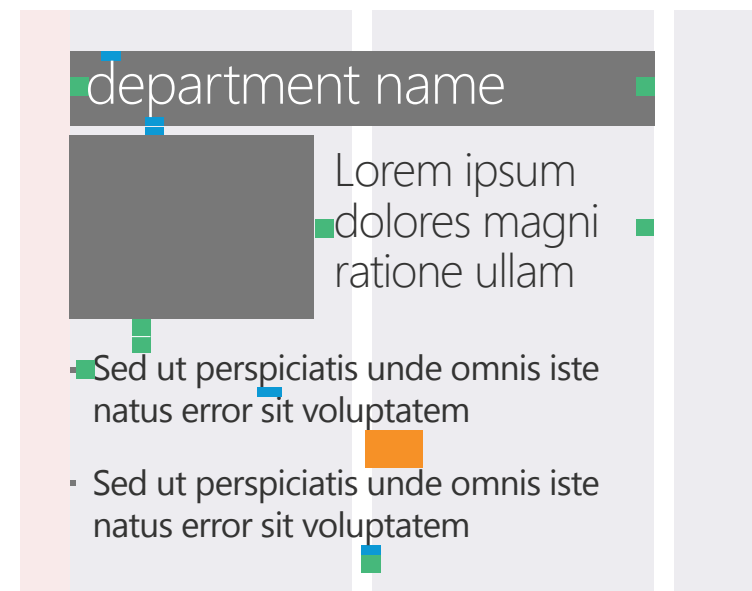 department name
Lorem ipsum
dolores magni
ratione ullam
Sed ut perspiciatis unde omnis iste
natus error sit voluptatem
Sed ut perspiciatis unde omnis iste
natus error sit voluptatem